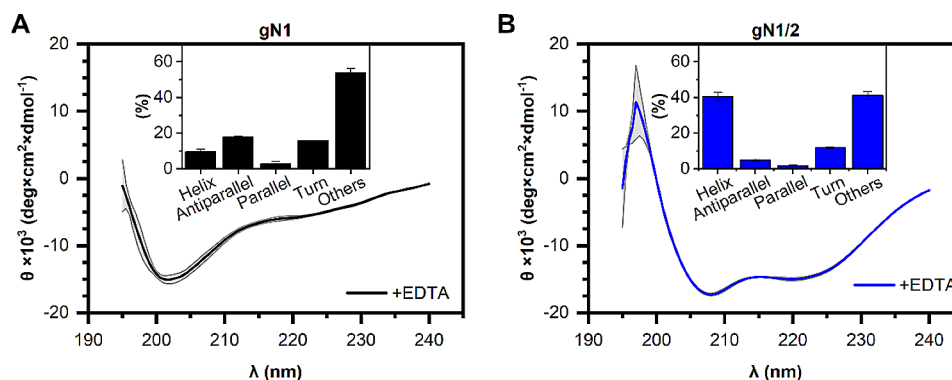 A
gN1
θ ×10³ (deg×cm²×dmol⁻¹)
20
10
0
-10
-20
190 200 210 220 230 240
λ (nm)
(%)
60
40
20
0
Helix
Antiparallel
Parallel
Turn
Others
+EDTA
B
gN1/2
θ ×10³ (deg×cm²×dmol⁻¹)
20
10
0
-10
-20
190 200 210 220 230 240
λ (nm)
(%)
60
40
20
0
Helix
Antiparallel
Parallel
Turn
Others
+EDTA